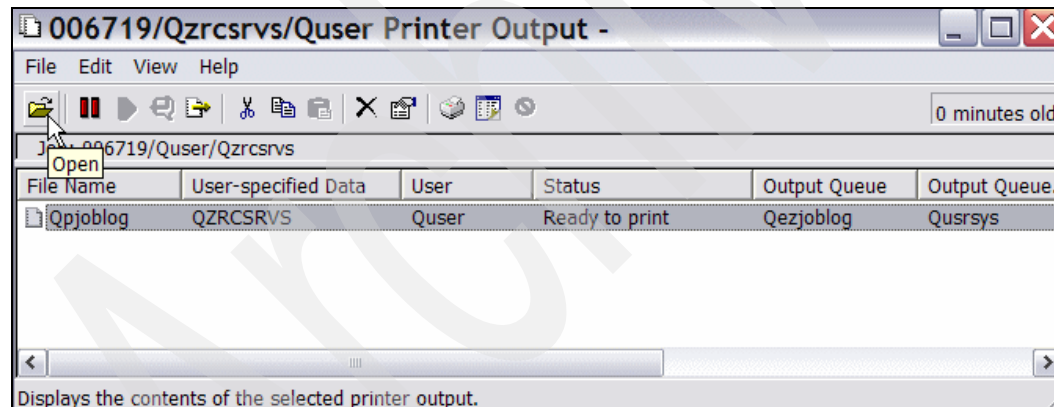 006719/Qzrcsrvs/Quser Printer Output -
File Edit View Help
0 minutes old
006719/Quser/Qzrcsrvs
Open
File Name User-specified Data User Status Output Queue Output Queue
Qpjoblog QZRCSRVS Quser Ready to print Qezjoblog Qusrsys
Displays the contents of the selected printer output.